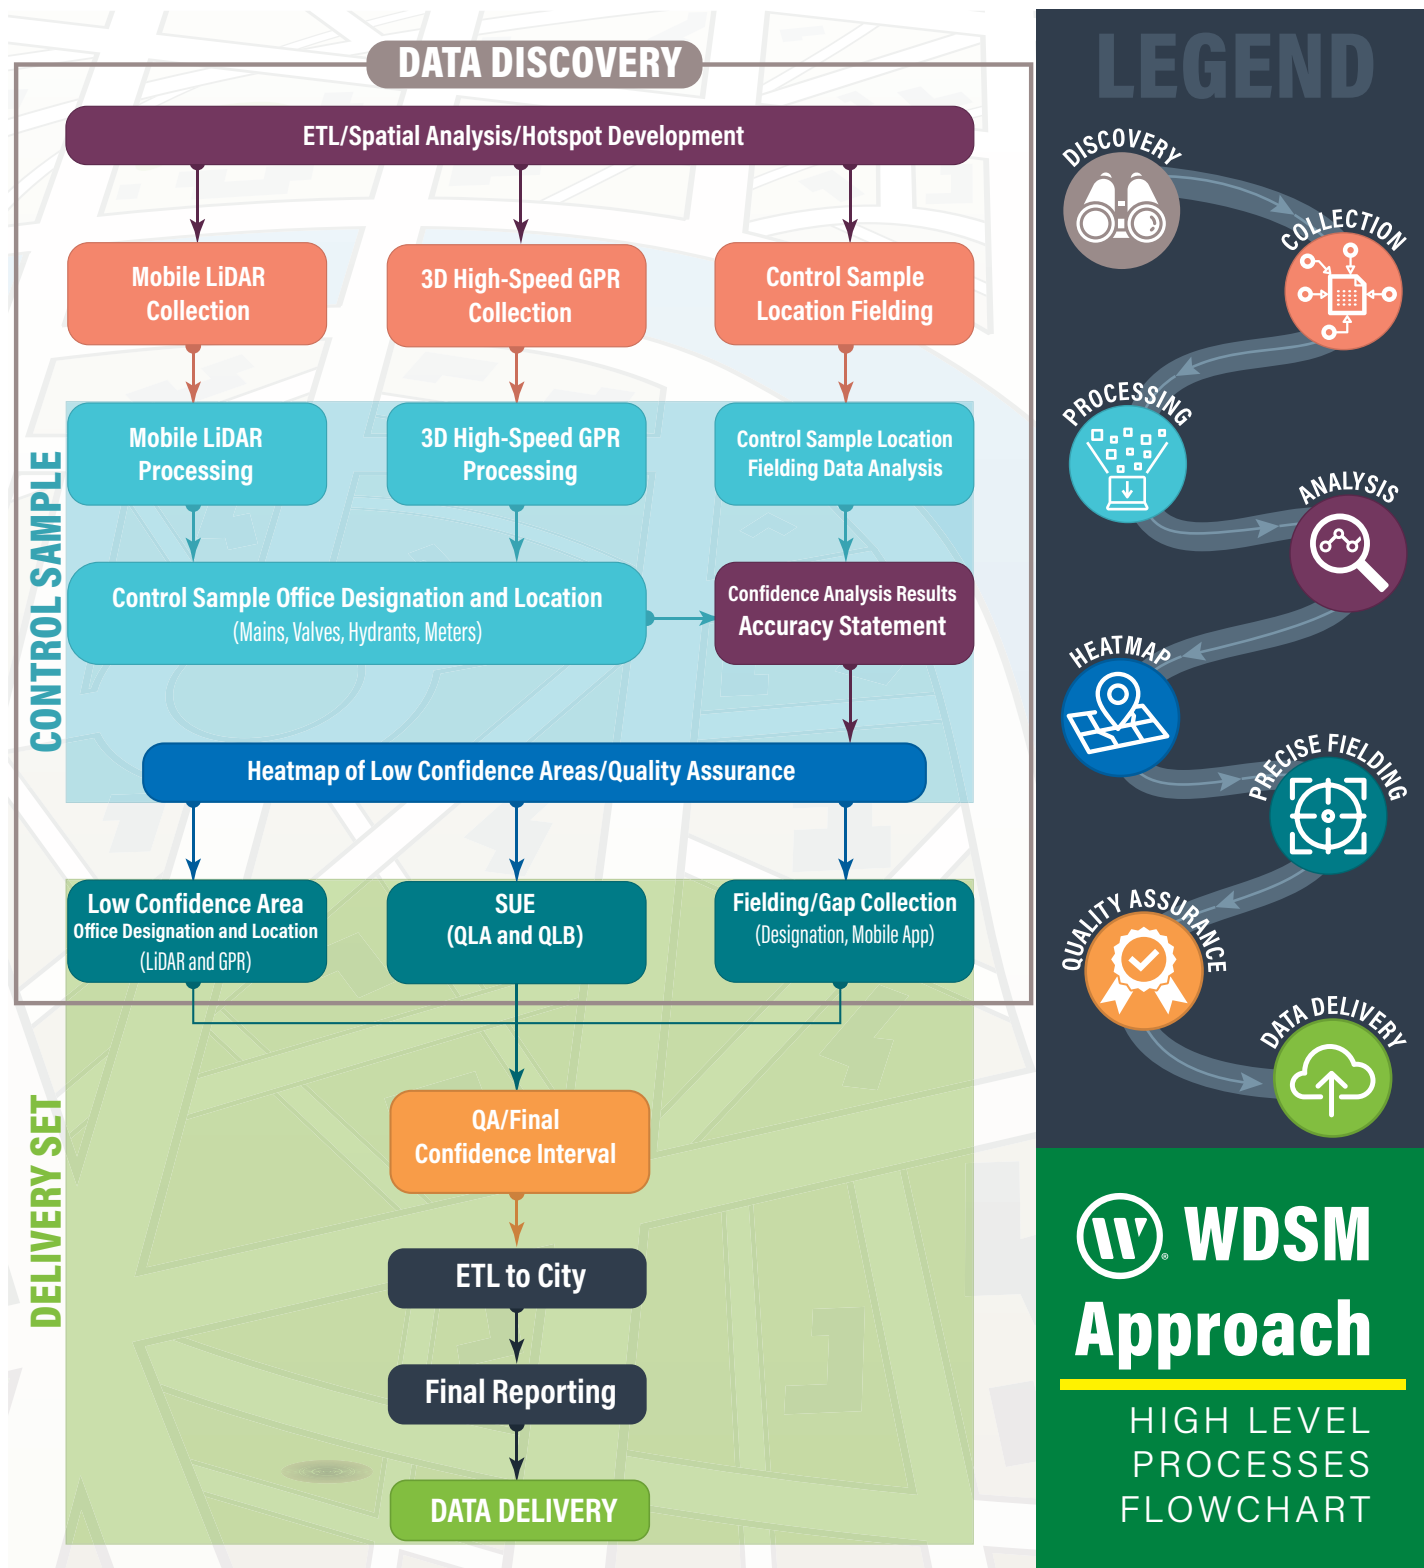 DATA DISCOVERY
ETL/Spatial Analysis/Hotspot Development
Mobile LiDAR
Collection
3D High-Speed GPR
Collection
Control Sample
Location Fielding
CONTROL SAMPLE
Mobile LiDAR
Processing
3D High-Speed GPR
Processing
Control Sample Location
Fielding Data Analysis
Control Sample Office Designation and Location
(Mains, Valves, Hydrants, Meters)
Confidence Analysis Results
Accuracy Statement
Heatmap of Low Confidence Areas/Quality Assurance
DELIVERY SET
Low Confidence Area
Office Designation and Location
(LiDAR and GPR)
SUE
(QLA and QLB)
Fielding/Gap Collection
(Designation, Mobile App)
QA/Final
Confidence Interval
ETL to City
Final Reporting
DATA DELIVERY
LEGEND
DISCOVERY
COLLECTION
PROCESSING
ANALYSIS
HEATMAP
PRECISE FIELDING
QUALITY ASSURANCE
DATA DELIVERY
W® WDSM
Approach
HIGH LEVEL
PROCESSES
FLOWCHART